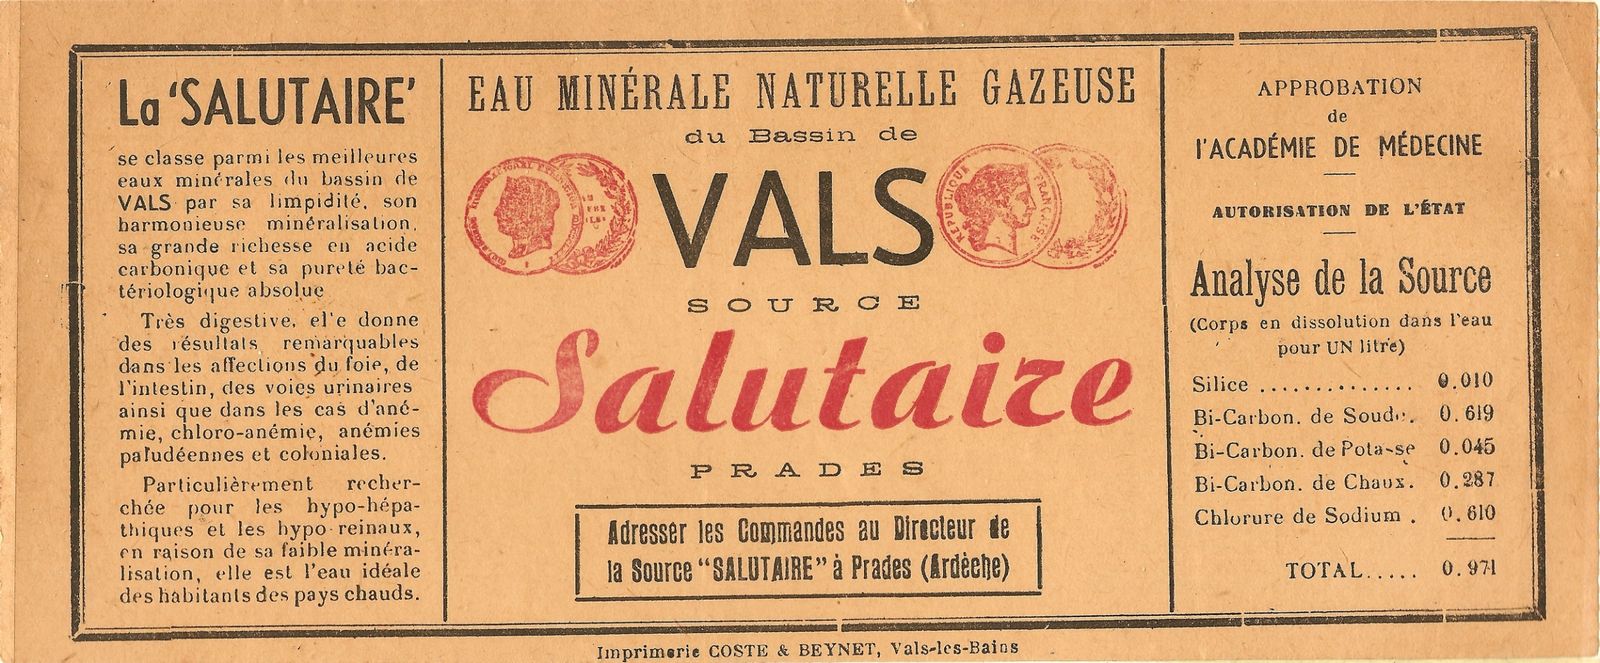 La 'SALUTAIRE'
se classe parmi les meilleures
eaux minérales du bassin de
VALS par sa limpidité, son
harmonieuse minéralisation,
sa grande richesse en acide
carbonique et sa pureté bac-
tériologique absolue
Très digestive, el'e donne
des résultats remarquables
dans les affections du foie, de
l'intestin, des voies urinaires
ainsi que dans les cas d'ané-
mie, chloro-anémie, anémies
paludéennes et coloniales.
Particulièrement recher-
chée pour les hypo-hépa-
thiques et les hypo-reinaux,
en raison de sa faible minéra-
lisation, elle est l'eau idéale
des habitants des pays chauds.
EAU MINÉRALE NATURELLE GAZEUSE
du Bassin de
VALS
RÉPUBLIQUE FRANÇAISE
SOURCE
Salutaire
PRADES
Adresser les Commandes au Directeur de
la Source "SALUTAIRE" à Prades (Ardèche)
APPROBATION
de
l'ACADÉMIE DE MÉDECINE
AUTORISATION DE L'ÉTAT
Analyse de la Source
(Corps en dissolution dans l'eau
pour UN litre)
Silice .............. 0.010
Bi-Carbon. de Soude. 0.619
Bi-Carbon. de Pota-se 0.045
Bi-Carbon. de Chaux. 0.287
Chlorure de Sodium . 0.610
TOTAL..... 0.971
Imprimerie COSTE & BEYNET, Vals-les-Bains